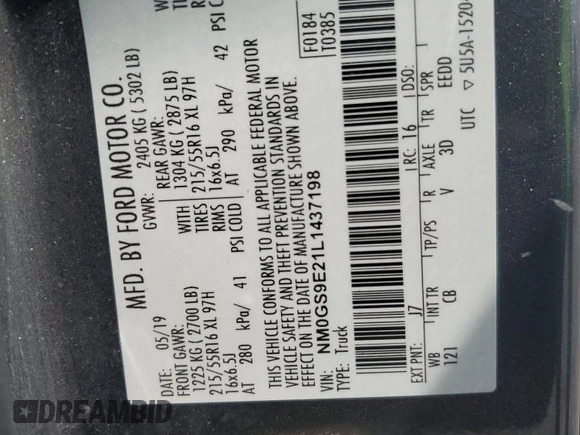 MFD. BY FORD MOTOR CO.
DATE: 05/19 GVWR: 2405 KG ( 5302 LB)
FRONT GAWR: REAR GAWR:
1225 KG ( 2700 LB) WITH 1304 KG ( 2875 LB)
215/55R16 XL 97H TIRES 215/55R16 XL 97H
16x6.5J RIMS 16x6.5J
AT 280 kPa/ 41 PSI COLD AT 290 kPa/ 42 PSI
THIS VEHICLE CONFORMS TO ALL APPLICABLE FEDERAL MOTOR
VEHICLE SAFETY AND THEFT PREVENTION STANDARDS IN
EFFECT ON THE DATE OF MANUFACTURE SHOWN ABOVE.
VIN: NM0GS9E21L1437198
TYPE: Truck
F0184
T0385
EXT PNT: J7 RC: 16 DSO:
WB INT TR TP/PS R AXLE TR SPR
121 CB V 3D EEDD
UTC ▽ 5U5A-1520
DREAMBID